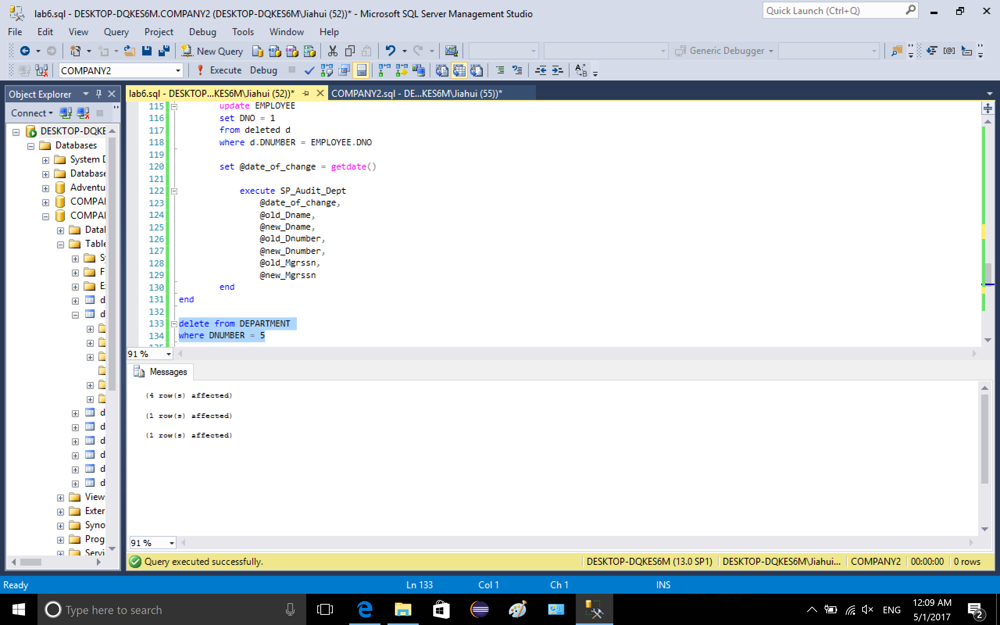 lab6.sql - DESKTOP-DQKES6M.COMPANY2 (DESKTOP-DQKES6M\Jiahui (52))* - Microsoft SQL Server Management Studio
Quick Launch (Ctrl+Q)
File Edit View Query Project Debug Tools Window Help
New Query
Generic Debugger
COMPANY2
Execute Debug
Object Explorer
Connect
DESKTOP-DQKE
Databases
System D
Database
Adventu
COMPAI
COMPAI
Datal
Table
Sy
F
E
d
d
d
d
d
d
d
d
View
Exter
Syno
Prog
Servi
lab6.sql - DESKTOP...KES6M\Jiahui (52))*
COMPANY2.sql - DE...KES6M\Jiahui (55))*
115 update EMPLOYEE
116 set DNO = 1
117 from deleted d
118 where d.DNUMBER = EMPLOYEE.DNO
119
120 set @date_of_change = getdate()
121
122 execute SP_Audit_Dept
123 @date_of_change,
124 @old_Dname,
125 @new_Dname,
126 @old_Dnumber,
127 @new_Dnumber,
128 @old_Mgrssn,
129 @new_Mgrssn
130 end
131 end
132
133 delete from DEPARTMENT
134 where DNUMBER = 5
91 %
Messages
(4 row(s) affected)
(1 row(s) affected)
(1 row(s) affected)
91 %
Query executed successfully.
DESKTOP-DQKES6M (13.0 SP1) DESKTOP-DQKES6M\Jiahui... COMPANY2 00:00:00 0 rows
Ready Ln 133 Col 1 Ch 1 INS
Type here to search
ENG
12:09 AM
5/1/2017
2